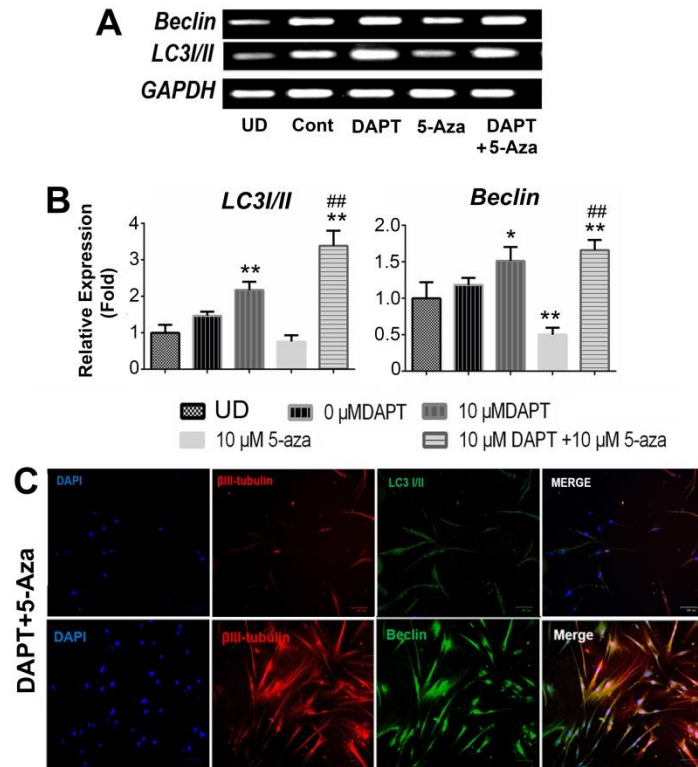 A
Beclin
LC3I/II
GAPDH
UD Cont DAPT 5-Aza DAPT
+5-Aza
B
LC3I/II Beclin
Relative Expression
(Fold)
4
3
2
1
0
**
##
**
2.0
1.5
1.0
0.5
0.0
*
**
##
**
UD 0 μMDAPT 10 μMDAPT
10 μM 5-aza 10 μM DAPT +10 μM 5-aza
C
DAPT+5-Aza
DAPI βIII-tubulin LC3 I/II MERGE
DAPI βIII-tubulin Beclin Merge